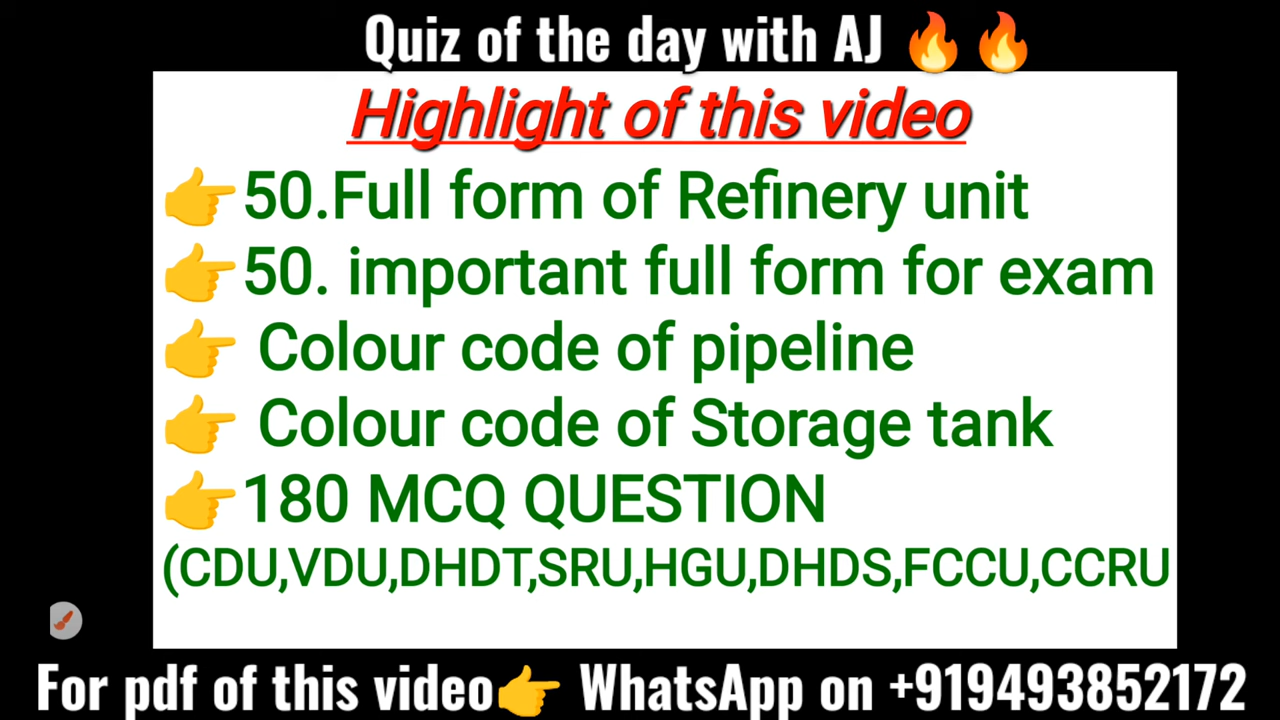 Quiz of the day with AJ 🔥🔥
Highlight of this video
👉50.Full form of Refinery unit
👉50. important full form for exam
👉 Colour code of pipeline
👉 Colour code of Storage tank
👉180 MCQ QUESTION
(CDU,VDU,DHDT,SRU,HGU,DHDS,FCCU,CCRU
For pdf of this video👉 WhatsApp on +919493852172